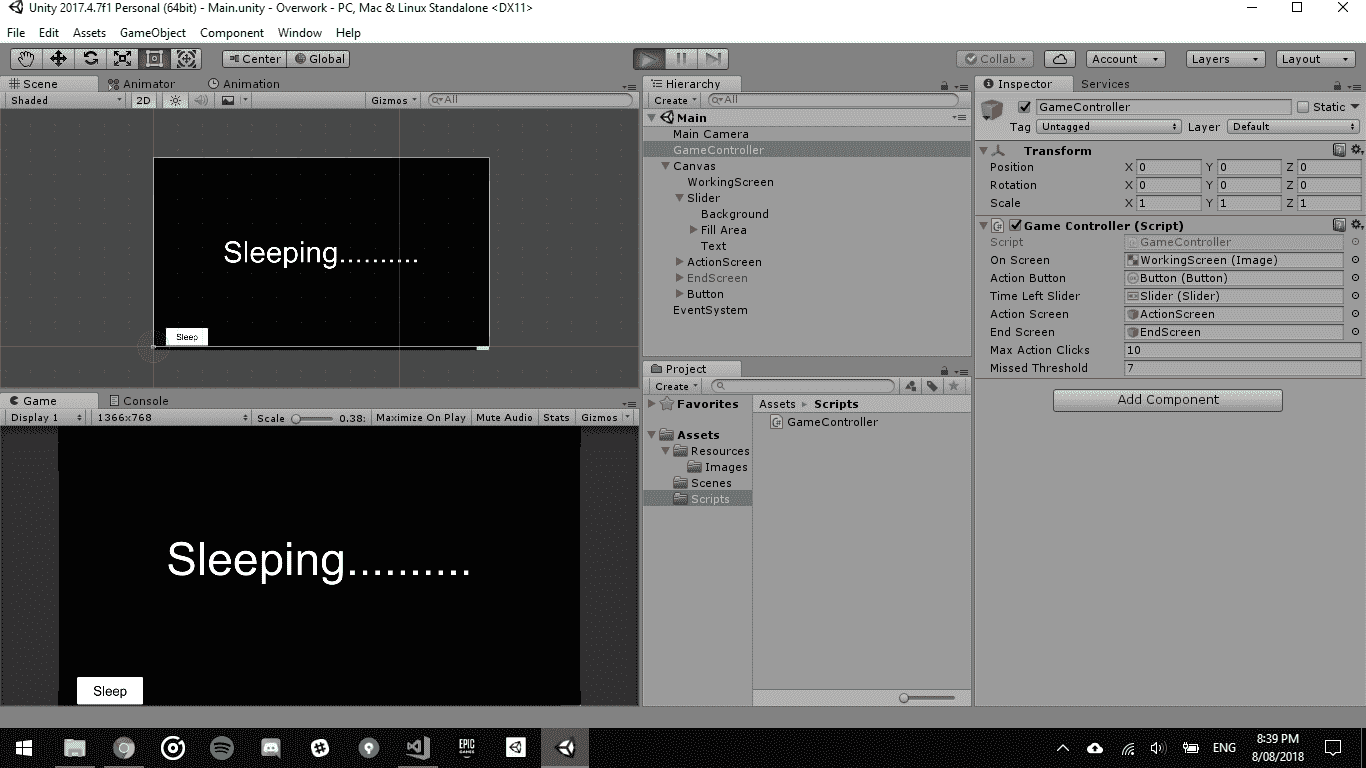 Unity 2017.4.7f1 Personal (64bit) - Main.unity - Overwork - PC, Mac & Linux Standalone <DX11>
File Edit Assets GameObject Component Window Help
Center Global Collab Account Layers Layout
Scene Animator Animation
Shaded 2D Gizmos All
Sleeping..........
Sleep
Game Console
Display 1 1366x768 Scale 0.38: Maximize On Play Mute Audio Stats Gizmos
Sleeping..........
Sleep
Hierarchy
Create All
Main
Main Camera
GameController
Canvas
WorkingScreen
Slider
Background
Fill Area
Text
ActionScreen
EndScreen
Button
EventSystem
Project
Create
Favorites
Assets
Resources
Images
Scenes
Scripts
Assets Scripts
GameController
Inspector Services
GameController Static
Tag Untagged Layer Default
Transform
Position X 0 Y 0 Z 0
Rotation X 0 Y 0 Z 0
Scale X 1 Y 1 Z 1
Game Controller (Script)
Script GameController
On Screen WorkingScreen (Image)
Action Button Button (Button)
Time Left Slider Slider (Slider)
Action Screen ActionScreen
End Screen EndScreen
Max Action Clicks 10
Missed Threshold 7
Add Component
EPIC
GAMES
ENG
8:39 PM
8/08/2018